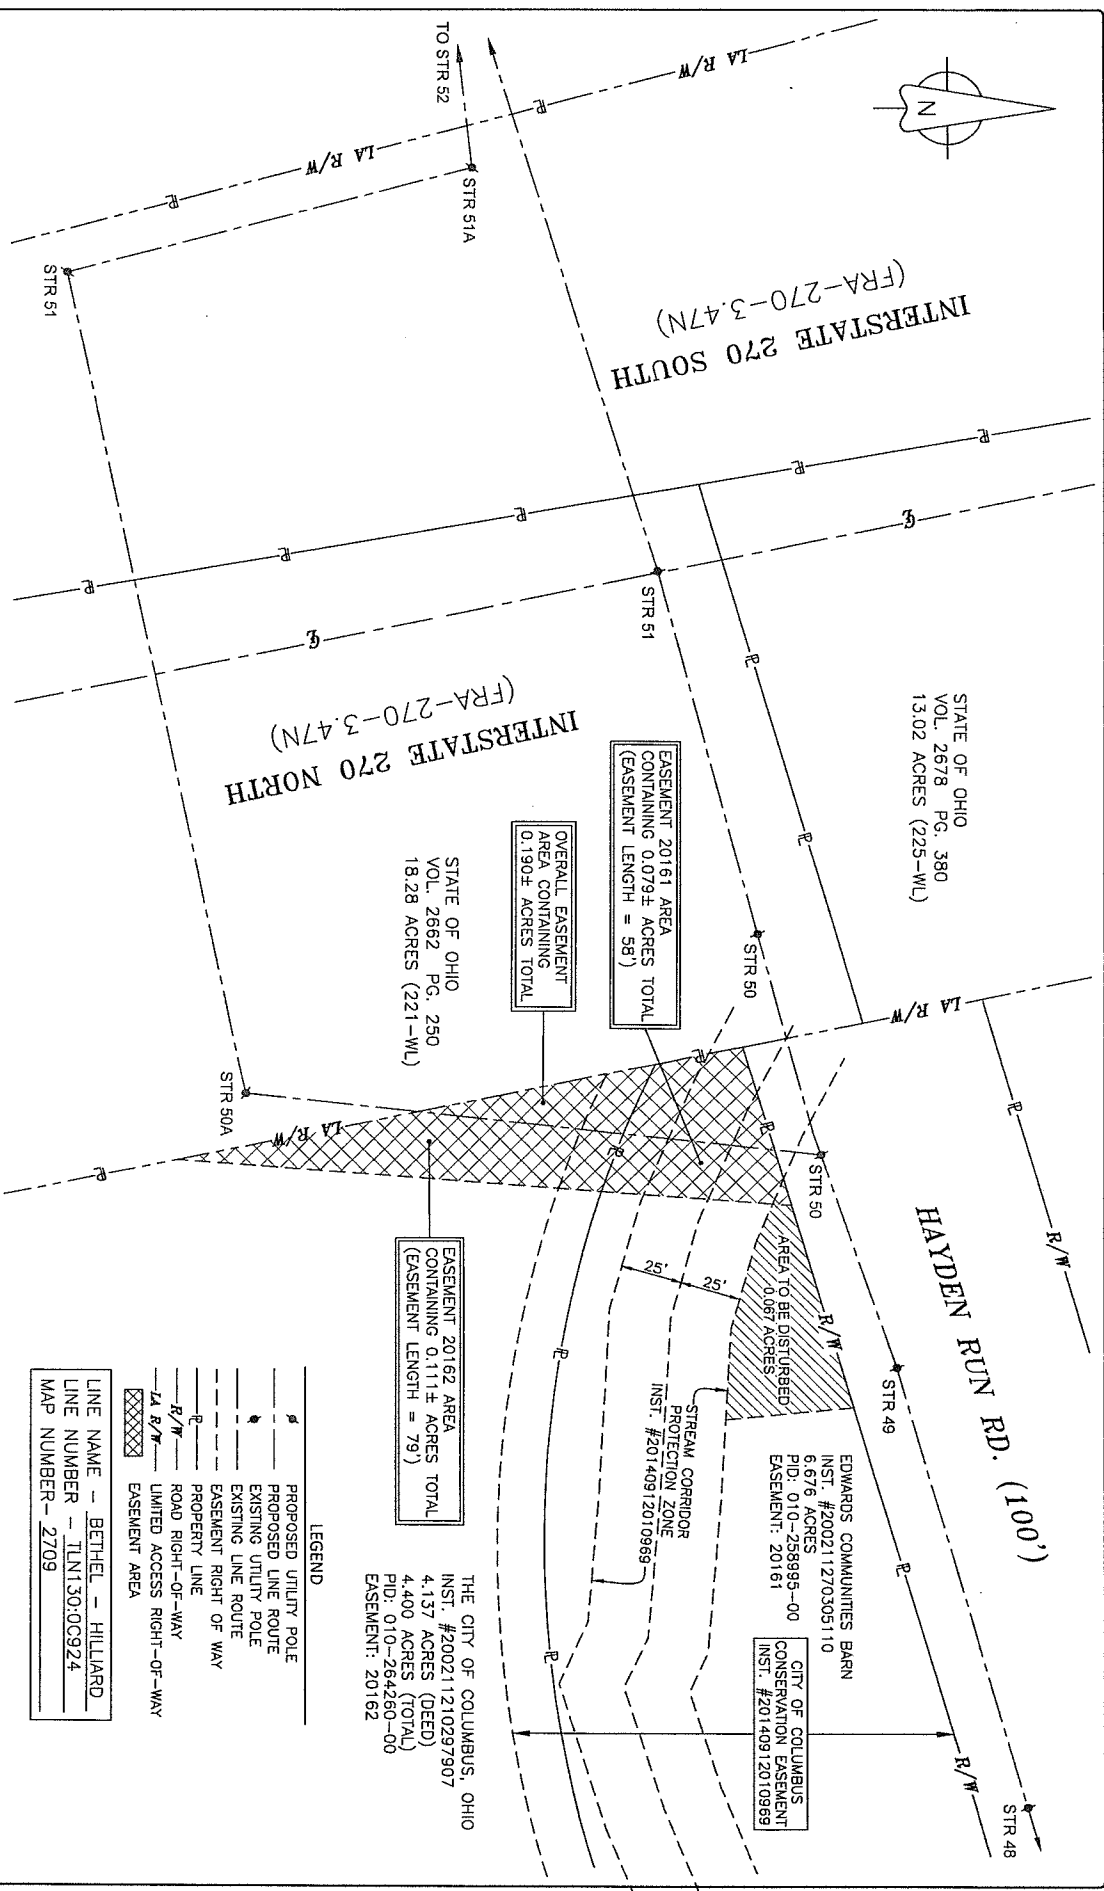 N
TO STR 52
LA R/W
LA R/W
STR 51A
STR 51
INTERSTATE 270 SOUTH
(FRA-270-3.47N)
STR 51
INTERSTATE 270 NORTH
(FRA-270-3.47N)
STATE OF OHIO
VOL. 2678 PG. 380
13.02 ACRES (225-WL)
EASEMENT 20161 AREA
CONTAINING 0.079± ACRES TOTAL
(EASEMENT LENGTH = 58')
OVERALL EASEMENT
AREA CONTAINING
0.190± ACRES TOTAL
STATE OF OHIO
VOL. 2662 PG. 250
18.28 ACRES (221-WL)
STR 50
LA R/W
STR 50A
LA R/W
STR 50
HAYDEN RUN RD. (100')
R/W
R/W
R/W
STR 49
STR 48
AREA TO BE DISTURBED
0.067 ACRES
25'
25'
STREAM CORRIDOR
PROTECTION ZONE
INST. #201409120120969
EASEMENT 20162 AREA
CONTAINING 0.111± ACRES TOTAL
(EASEMENT LENGTH = 79')
EDWARDS COMMUNITIES BARN
INST. #200211270305110
6.676 ACRES
PID: 010-258995-00
EASEMENT: 20161
CITY OF COLUMBUS
CONSERVATION EASEMENT
INST. #201409120120969
THE CITY OF COLUMBUS, OHIO
INST. #200211210297907
4.137 ACRES (DEED)
4.400 ACRES (TOTAL)
PID: 010-264260-00
EASEMENT: 20162
LEGEND
PROPOSED UTILITY POLE
PROPOSED LINE ROUTE
EXISTING UTILITY POLE
EXISTING LINE ROUTE
EASEMENT RIGHT OF WAY
PL PROPERTY LINE
R/W ROAD RIGHT-OF-WAY
LA R/W LIMITED ACCESS RIGHT-OF-WAY
EASEMENT AREA
LINE NAME - BETHEL - HILLIARD
LINE NUMBER - TLN130:0C924
MAP NUMBER- 2709